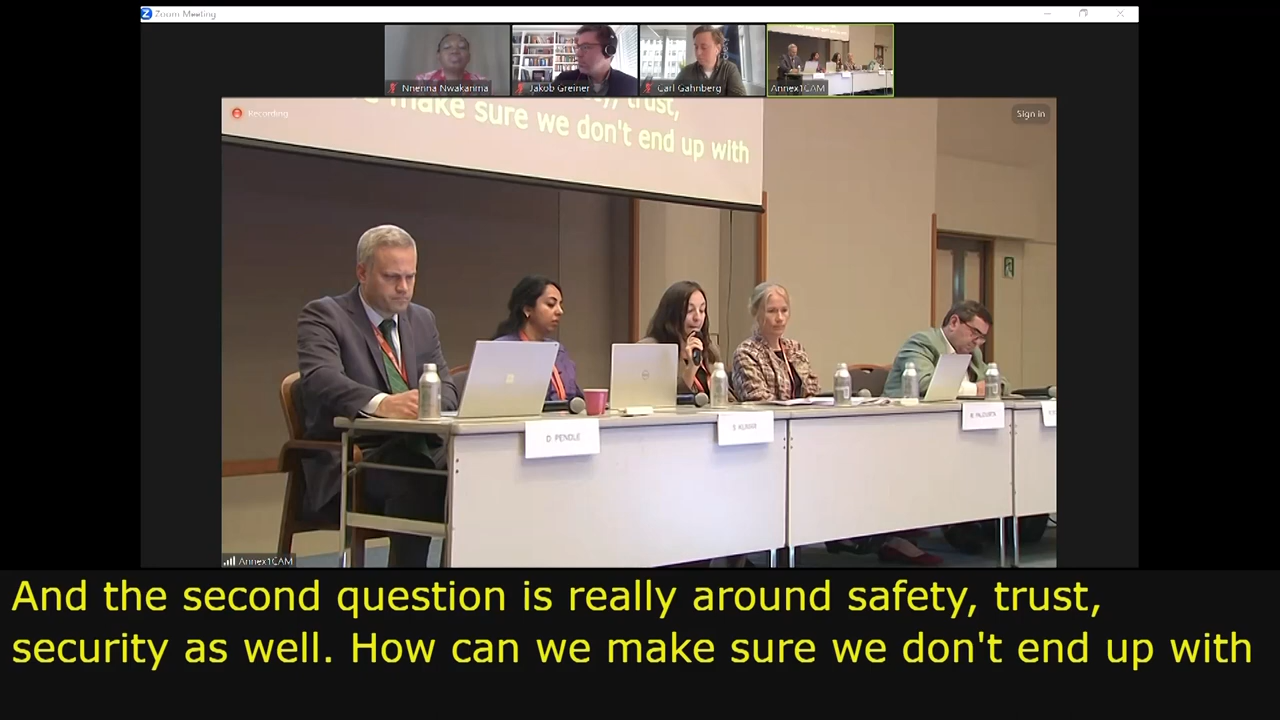 Zoom Meeting
Nnenna Nwakanma
Jakob Greiner
Carl Gahnberg
Annex1CAM
Recording
Sign in
make sure we don't end up with
trust,
D. PENDLE
Annex1CAM
And the second question is really around safety, trust,
security as well. How can we make sure we don't end up with